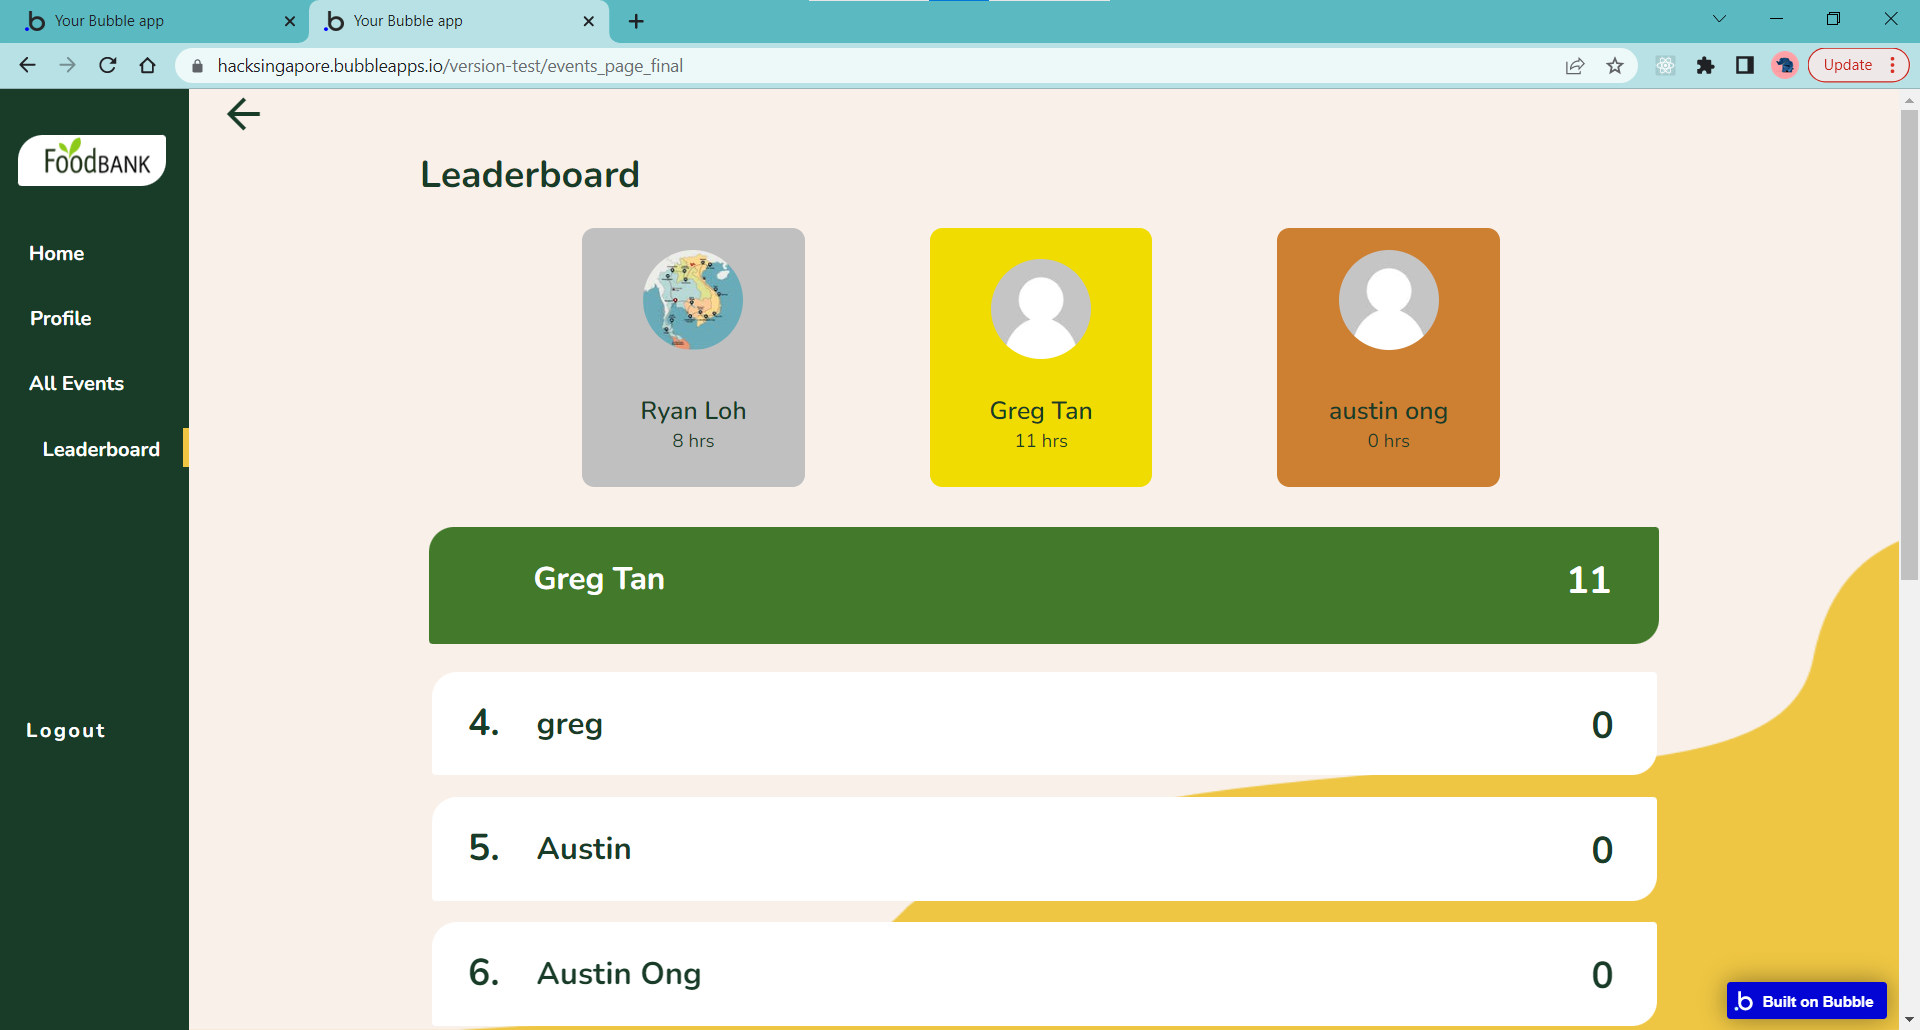 Your Bubble app
Your Bubble app
hacksingapore.bubbleapps.io/version-test/events_page_final
Update
FoodBANK
Home
Profile
All Events
Leaderboard
Logout
Leaderboard
Ryan Loh
8 hrs
Greg Tan
11 hrs
austin ong
0 hrs
Greg Tan 11
4. greg 0
5. Austin 0
6. Austin Ong 0
Built on Bubble